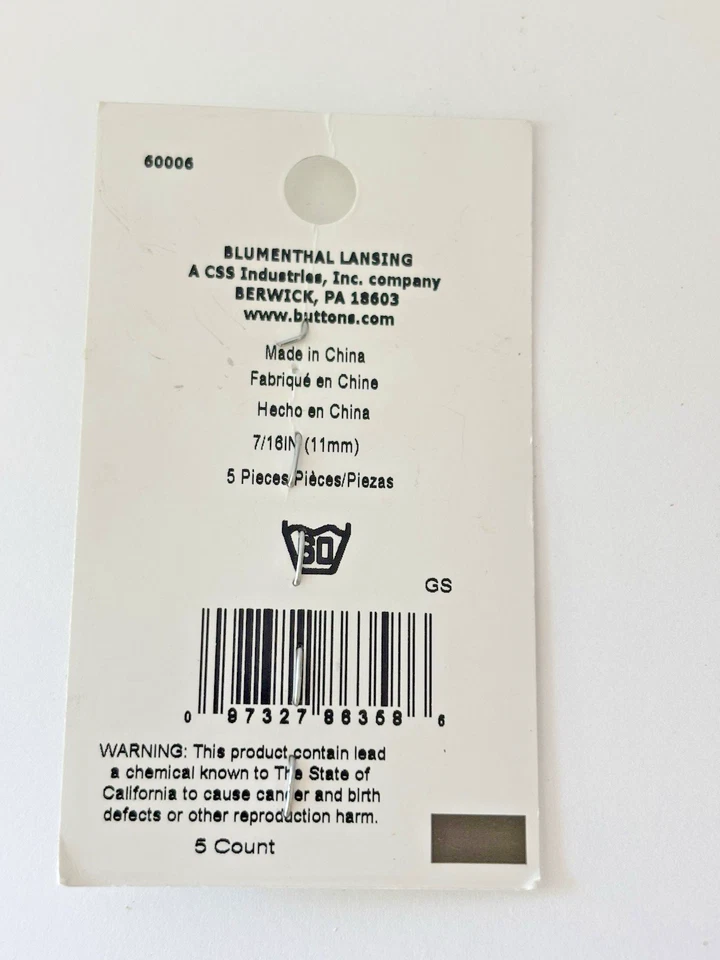 60006
BLUMENTHAL LANSING
A CSS Industries, Inc. company
BERWICK, PA 18603
www.buttons.com
Made in China
Fabriqué en Chine
Hecho en China
7/16IN (11mm)
5 Pieces/Pièces/Piezas
60
GS
0 97327 86358 6
WARNING: This product contain lead
a chemical known to The State of
California to cause cancer and birth
defects or other reproduction harm.
5 Count